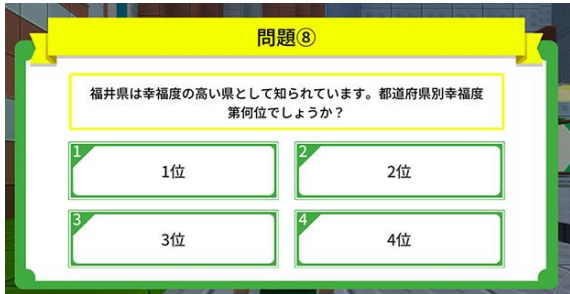 問題⑧
福井県は幸福度の高い県として知られています。都道府県別幸福度
第何位でしょうか？
1
1位
2
2位
3
3位
4
4位